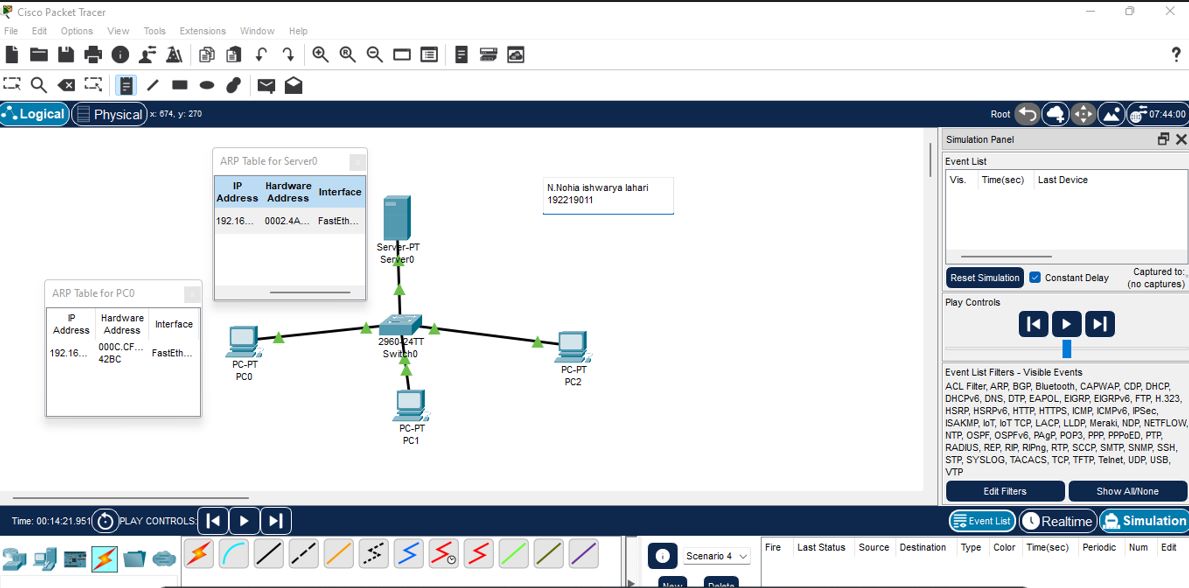 Cisco Packet Tracer
File Edit Options View Tools Extensions Window Help
Logical Physical x: 674, y: 270 Root 07:44:00
ARP Table for Server0
IP Address Hardware Address Interface
192.16... 0002.4A... FastEth...
N.Nohia ishwarya lahari
192219011
Server-PT
Server0
ARP Table for PC0
IP Address Hardware Address Interface
192.16... 000C.CF... 42BC FastEth...
2960-24TT
Switch0
PC-PT
PC0
PC-PT
PC2
PC-PT
PC1
Simulation Panel
Event List
Vis. Time(sec) Last Device
Reset Simulation Constant Delay Captured to:
(no captures)
Play Controls
Event List Filters - Visible Events
ACL Filter, ARP, BGP, Bluetooth, CAPWAP, CDP, DHCP,
DHCPv6, DNS, DTP, EAPOL, EIGRP, EIGRPv6, FTP, H.323,
HSRP, HSRPv6, HTTP, HTTPS, ICMP, ICMPv6, IPSec,
ISAKMP, IoT, IoT TCP, LACP, LLDP, Meraki, NDP, NETFLOW,
NTP, OSPF, OSPFv6, PAgP, POP3, PPP, PPPoED, PTP,
RADIUS, REP, RIP, RIPng, RTP, SCCP, SMTP, SNMP, SSH,
STP, SYSLOG, TACACS, TCP, TFTP, Telnet, UDP, USB,
VTP
Edit Filters Show All/None
Time: 00:14:21.951 PLAY CONTROLS: Event List Realtime Simulation
Scenario 4 Fire Last Status Source Destination Type Color Time(sec) Periodic Num Edit
New Delete